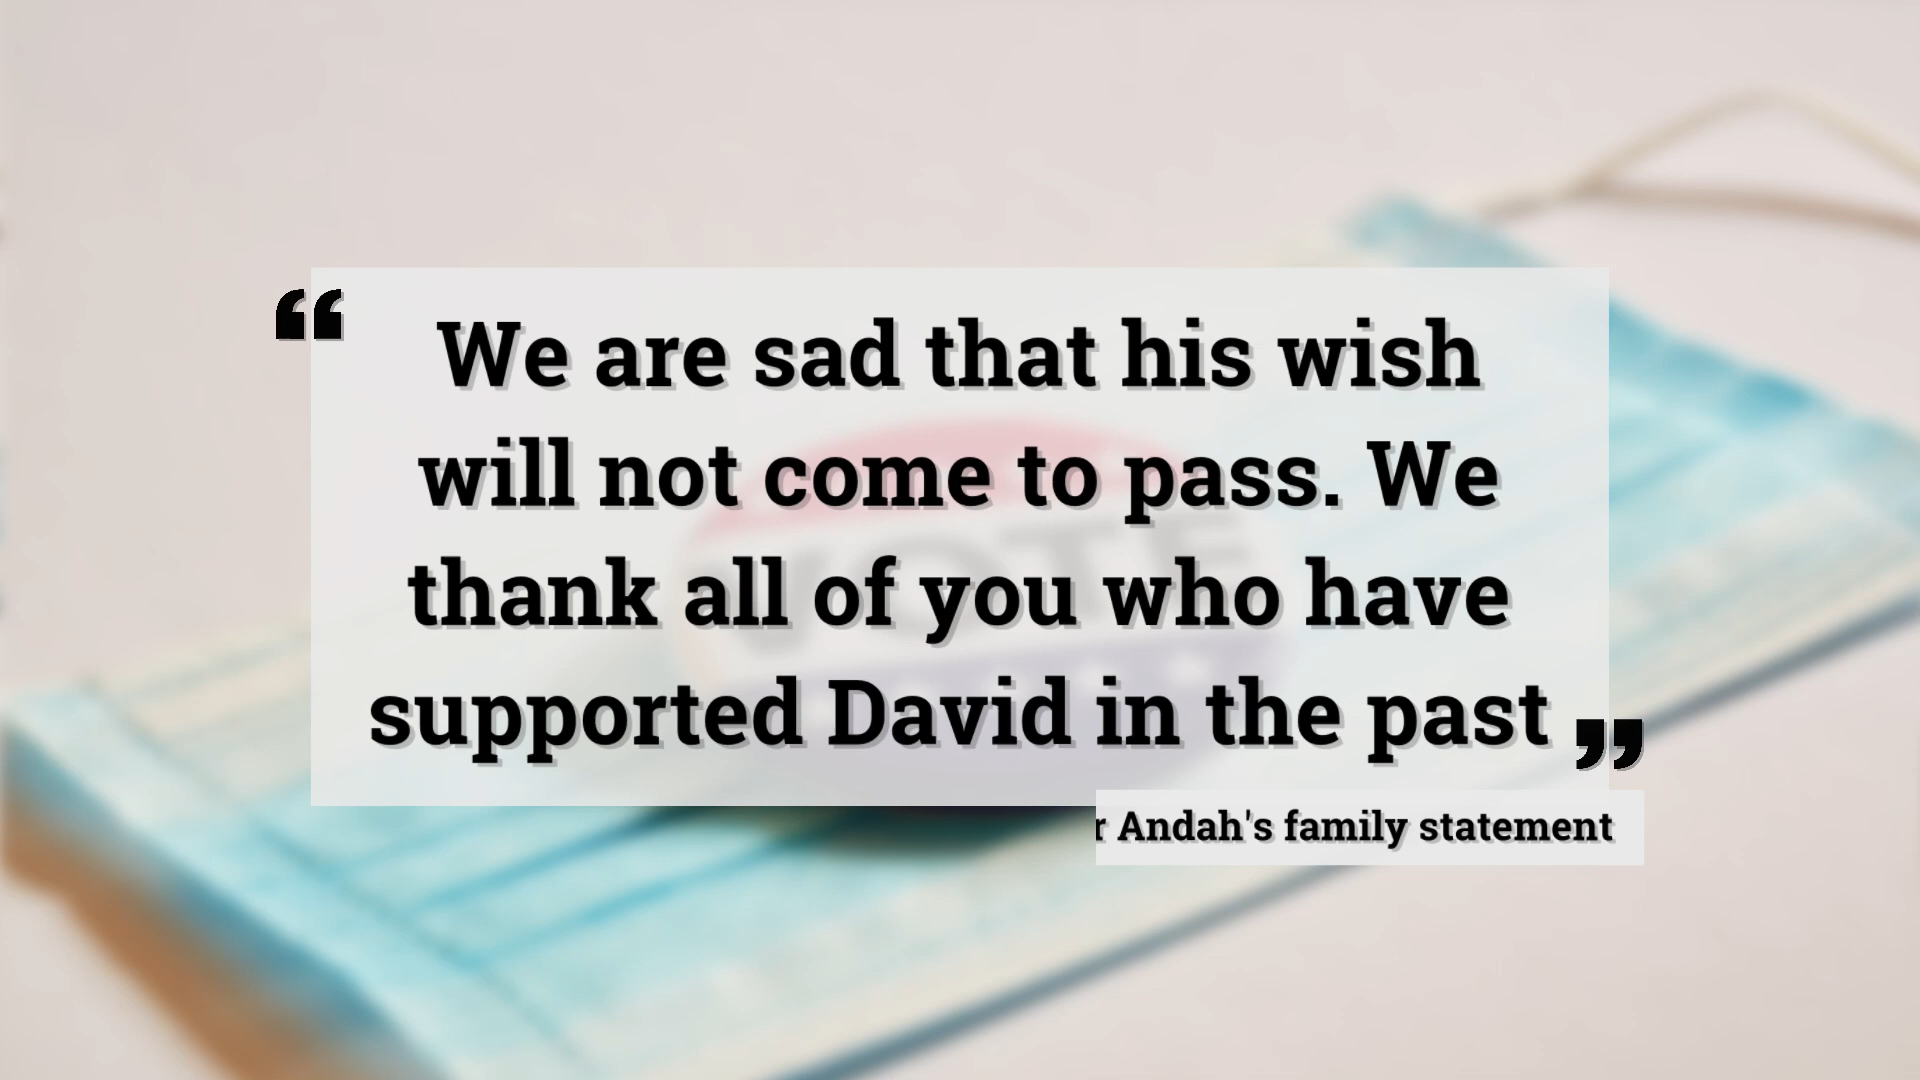 “
We are sad that his wish
will not come to pass. We
thank all of you who have
supported David in the past ”
r Andah's family statement
VOTE